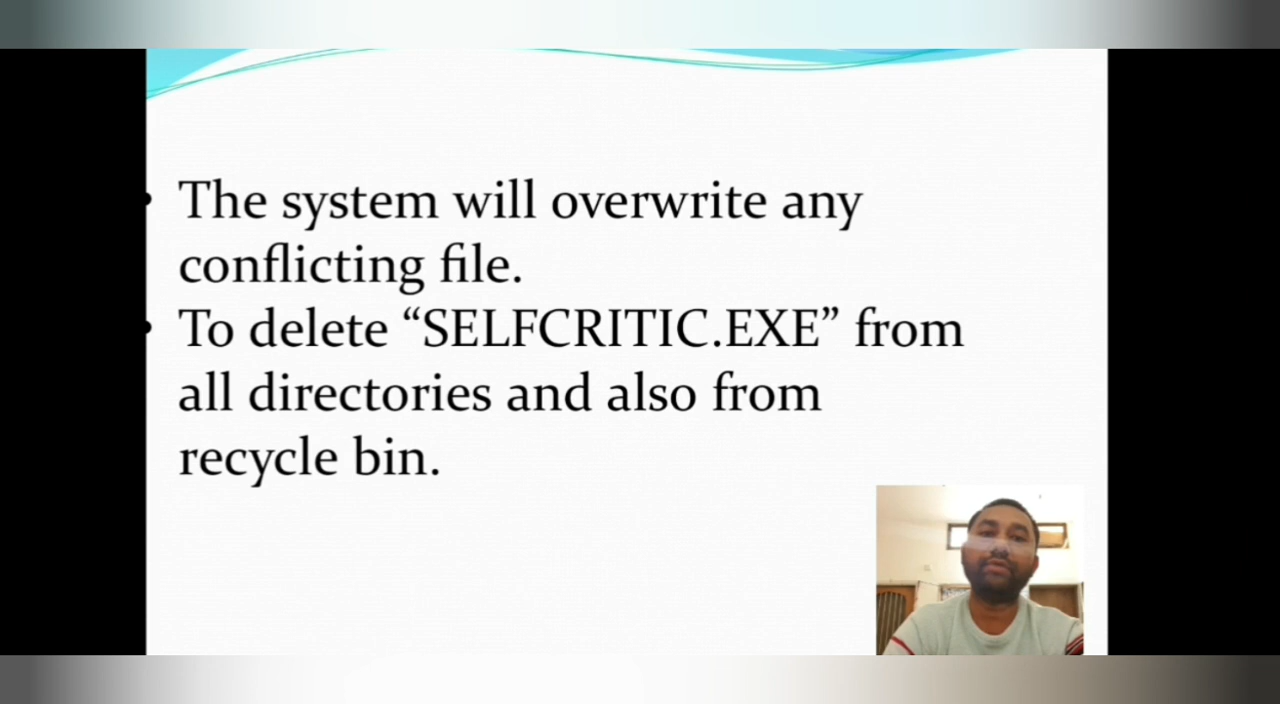 • The system will overwrite any
conflicting file.
• To delete “SELFCRITIC.EXE” from
all directories and also from
recycle bin.